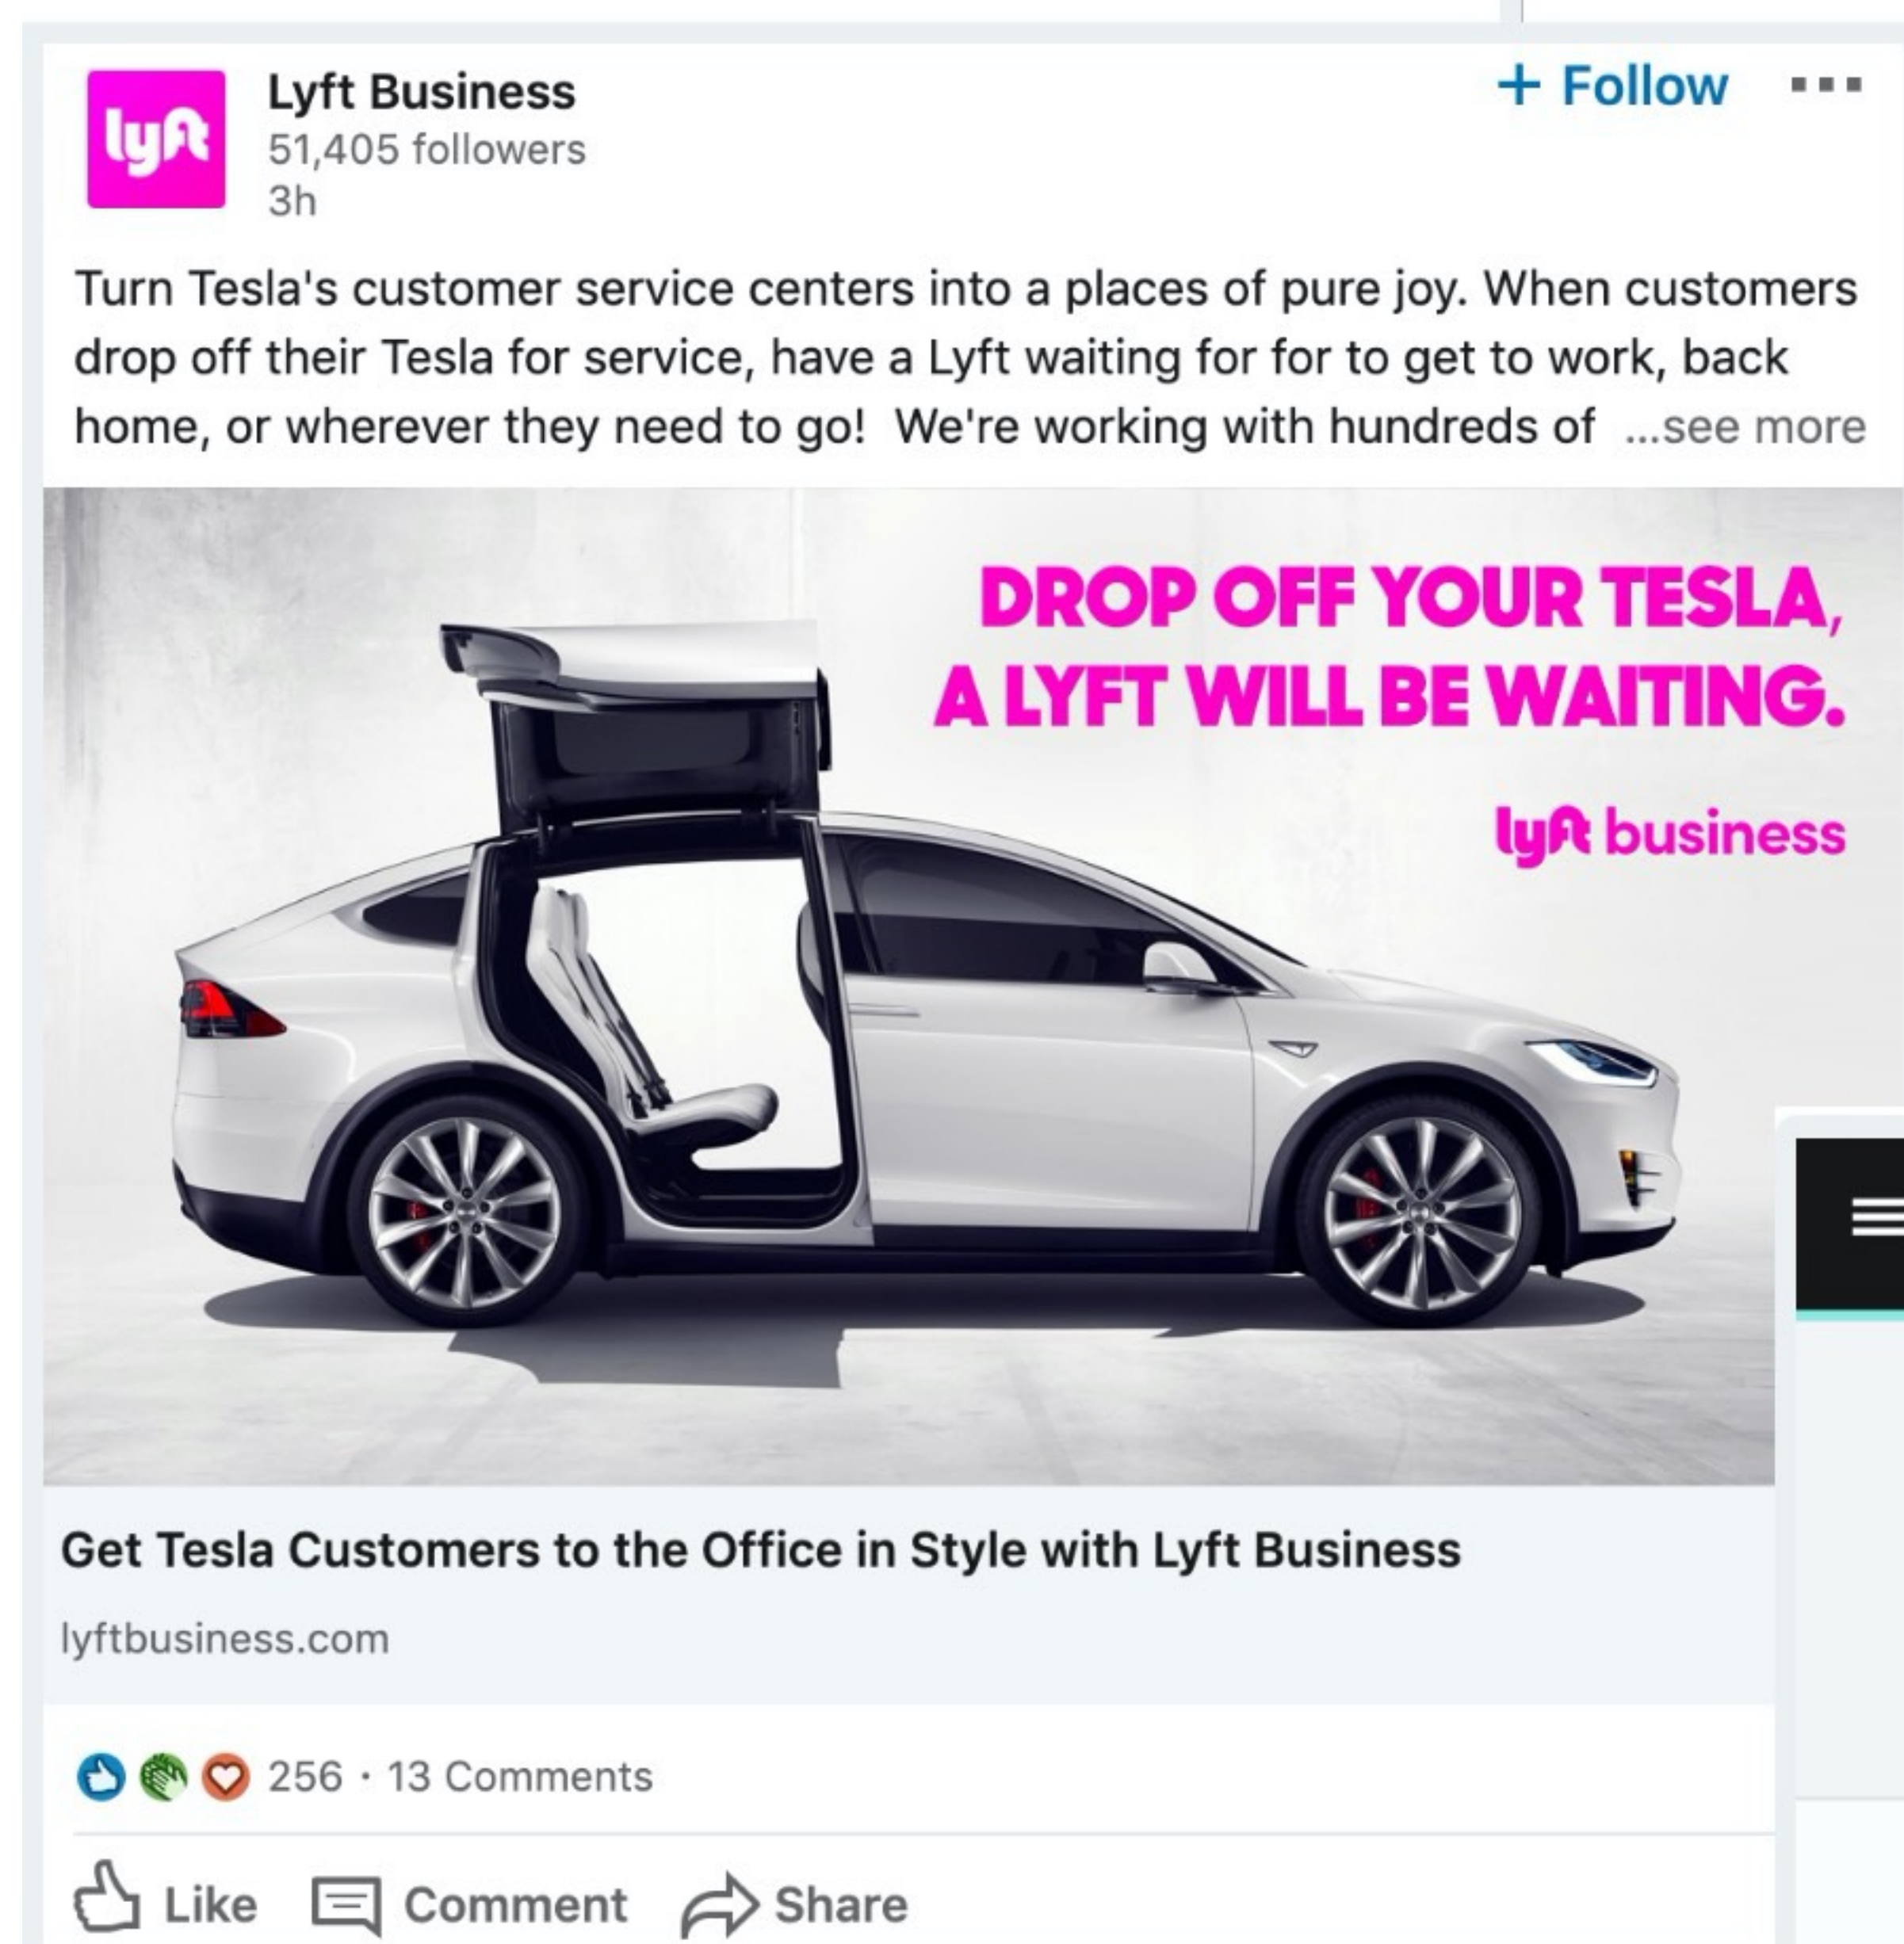 lyft
Lyft Business
51,405 followers
3h
+ Follow
Turn Tesla's customer service centers into a places of pure joy. When customers
drop off their Tesla for service, have a Lyft waiting for for to get to work, back
home, or wherever they need to go!  We're working with hundreds of ...see more
DROP OFF YOUR TESLA,
A LYFT WILL BE WAITING.
lyft business
Get Tesla Customers to the Office in Style with Lyft Business
lyftbusiness.com
256 · 13 Comments
Like Comment Share